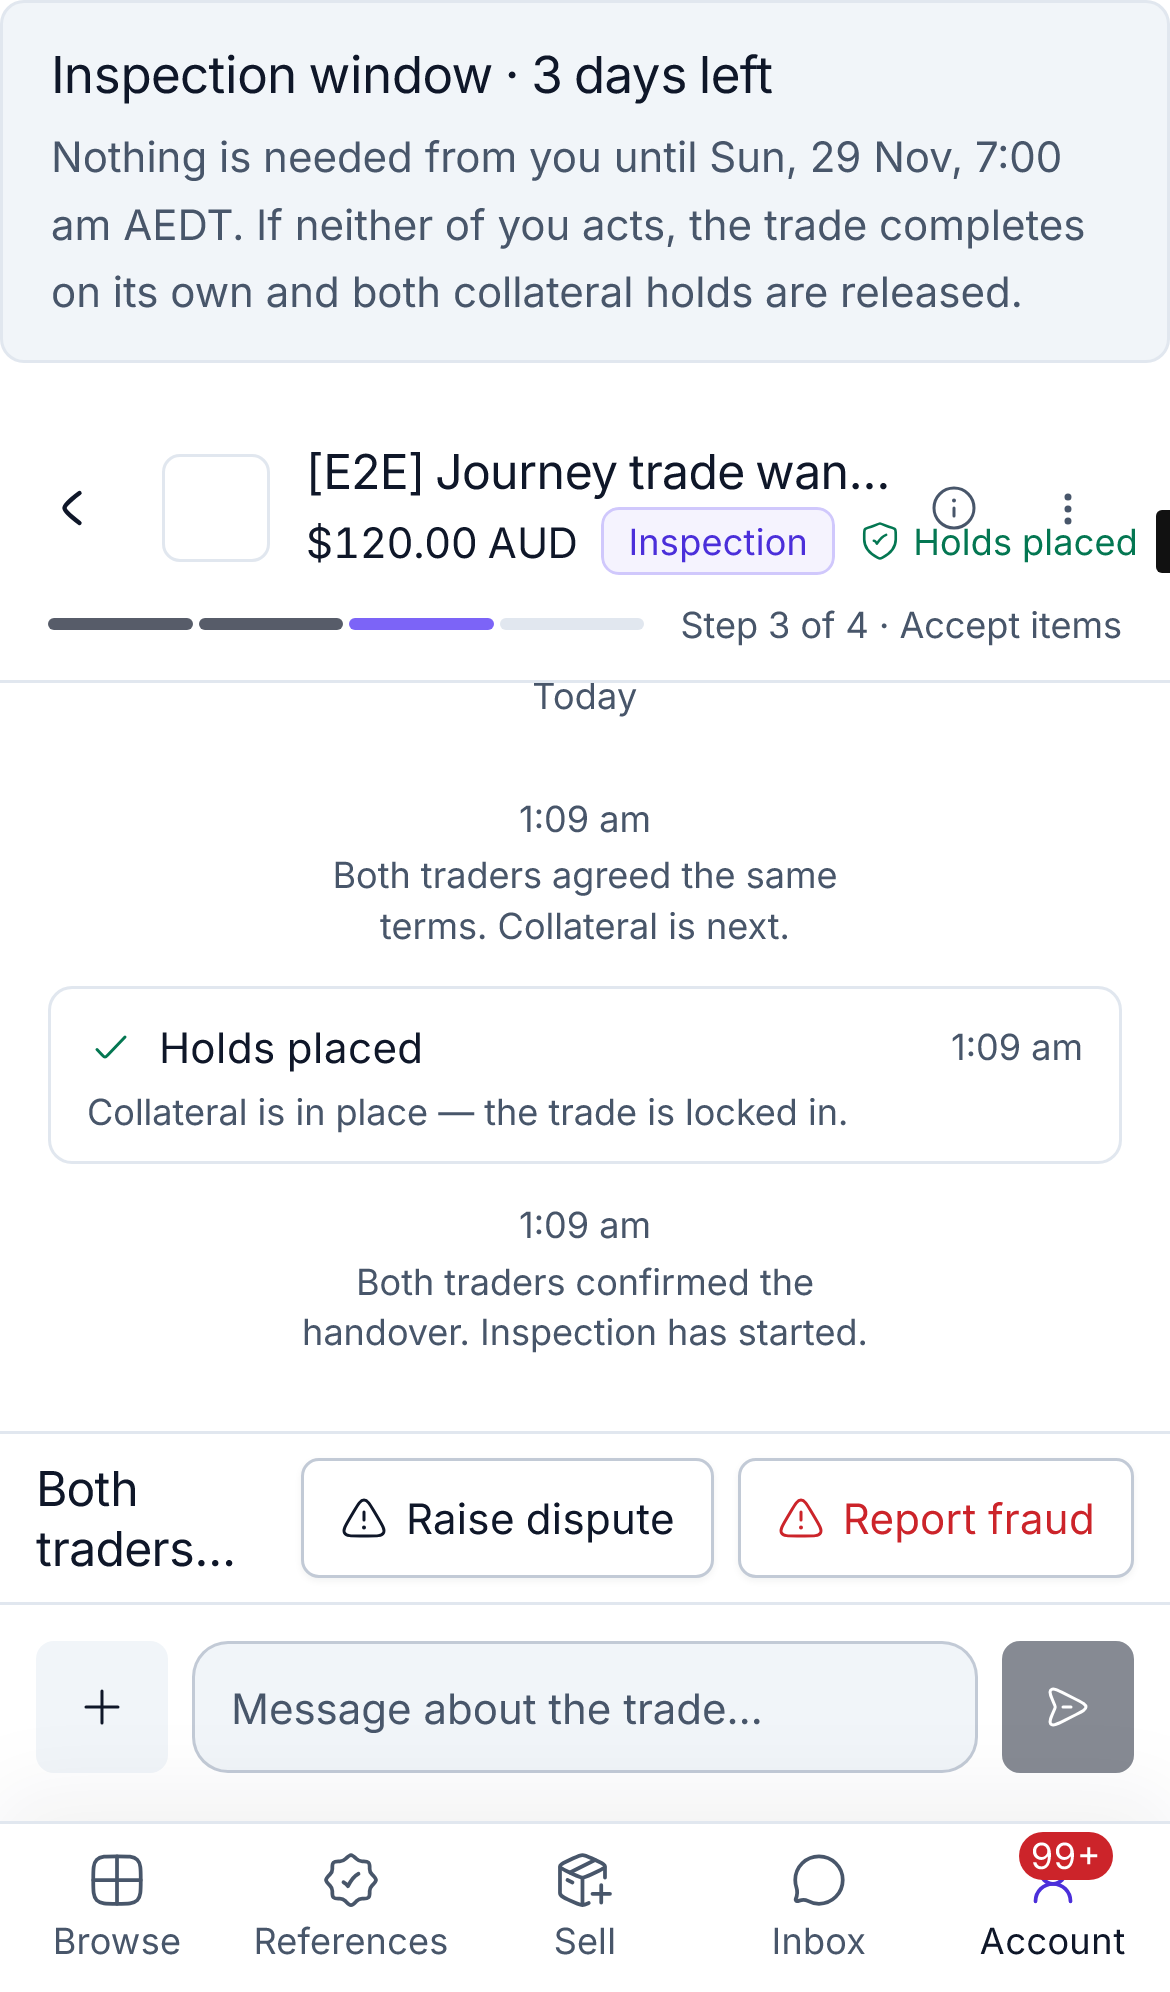 Inspection window · 3 days left
Nothing is needed from you until Sun, 29 Nov, 7:00
am AEDT. If neither of you acts, the trade completes
on its own and both collateral holds are released.
[E2E] Journey trade wan...
$120.00 AUD
Inspection
Holds placed
Step 3 of 4 · Accept items
Today
1:09 am
Both traders agreed the same
terms. Collateral is next.
Holds placed
1:09 am
Collateral is in place — the trade is locked in.
1:09 am
Both traders confirmed the
handover. Inspection has started.
Both
traders...
Raise dispute
Report fraud
Message about the trade...
99+
Browse
References
Sell
Inbox
Account